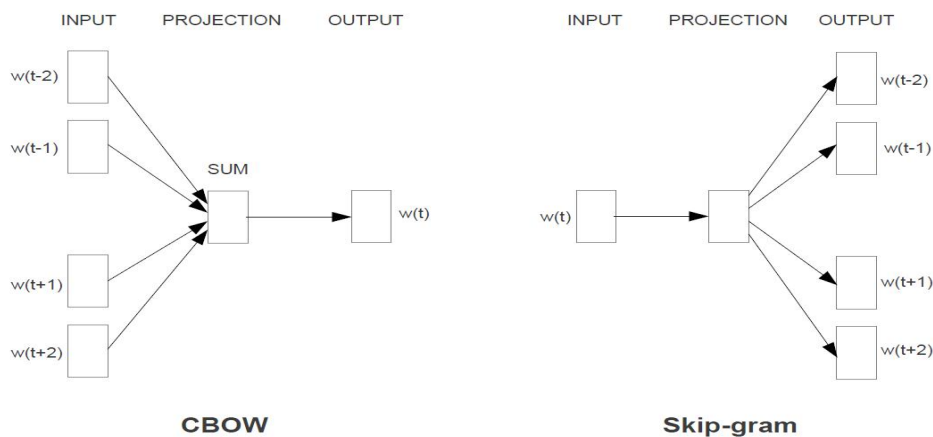 INPUT PROJECTION OUTPUT
w(t-2)
w(t-1)
SUM
w(t)
w(t+1)
w(t+2)
CBOW
INPUT PROJECTION OUTPUT
w(t-2)
w(t-1)
w(t)
w(t+1)
w(t+2)
Skip-gram